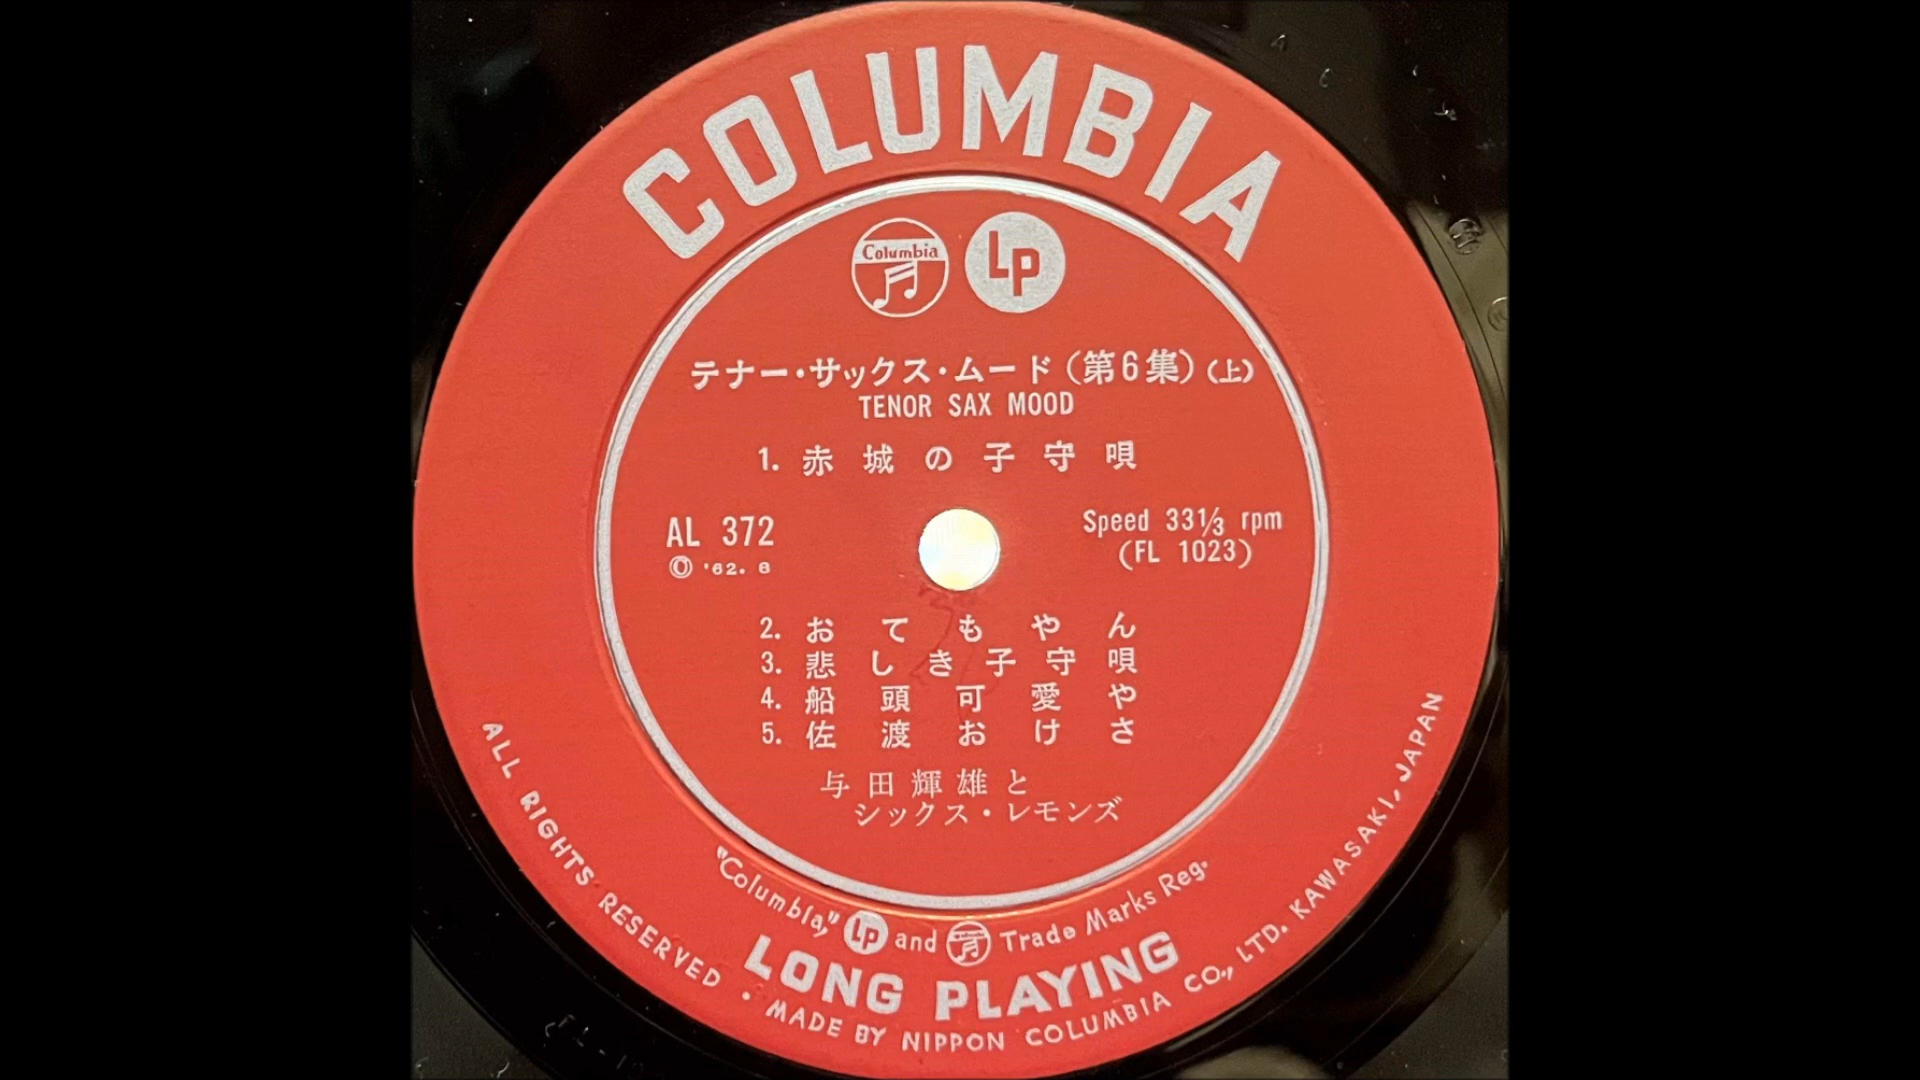 COLUMBIA
Columbia
LP
テナー・サックス・ムード（第6集）（上）
TENOR SAX MOOD
1. 赤城の子守唄
AL 372
Ⓞ '62. 8
Speed 33⅓ rpm
(FL 1023)
2. おてもやん
3. 悲しき子守唄
4. 船頭可愛や
5. 佐渡おけさ
与田輝雄と
シックス・レモンズ
"Columbia," LP and Trade Marks Reg.
LONG PLAYING
ALL RIGHTS RESERVED • MADE BY NIPPON COLUMBIA CO., LTD. KAWASAKI, JAPAN